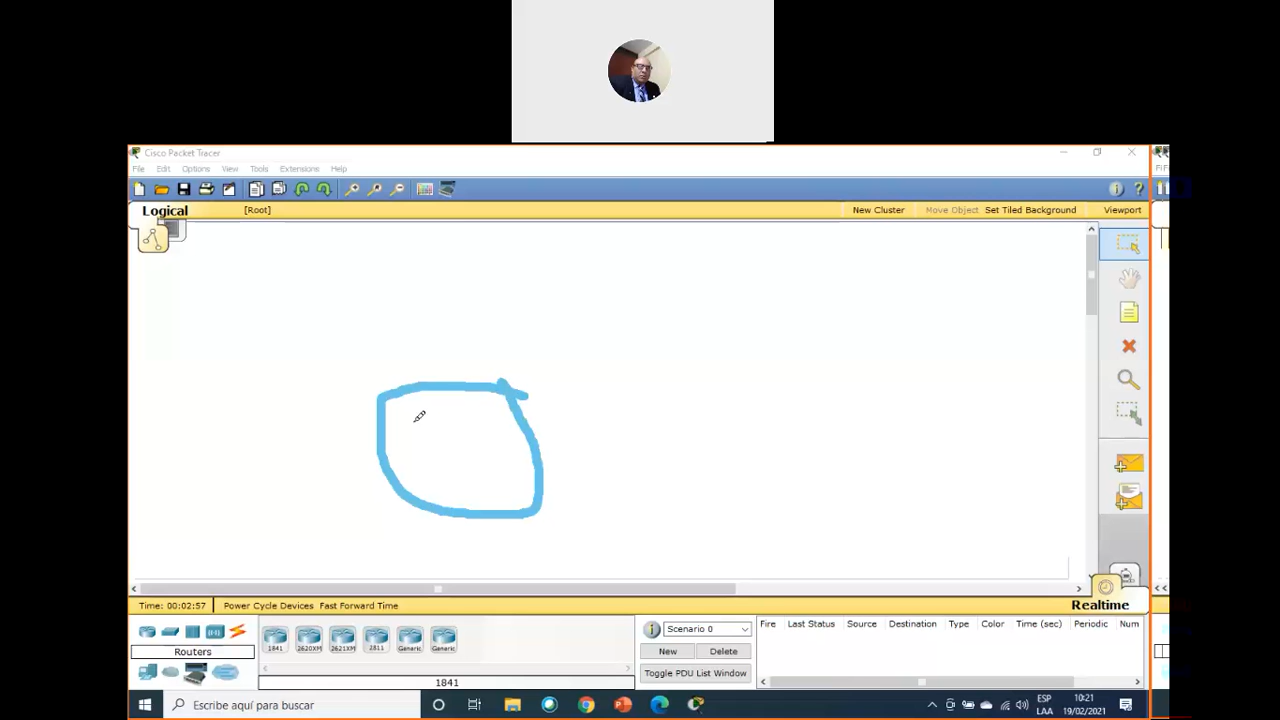 Cisco Packet Tracer
File Edit Options View Tools Extensions Help
Logical [Root] New Cluster Move Object Set Tiled Background Viewport
Time: 00:02:57 Power Cycle Devices Fast Forward Time Realtime
Routers
1841 2620XM 2621XM 2811 Generic Generic
1841
Scenario 0
New Delete
Toggle PDU List Window
Fire Last Status Source Destination Type Color Time (sec) Periodic Num
Escribe aquí para buscar
ESP
LAA
10:21
19/02/2021